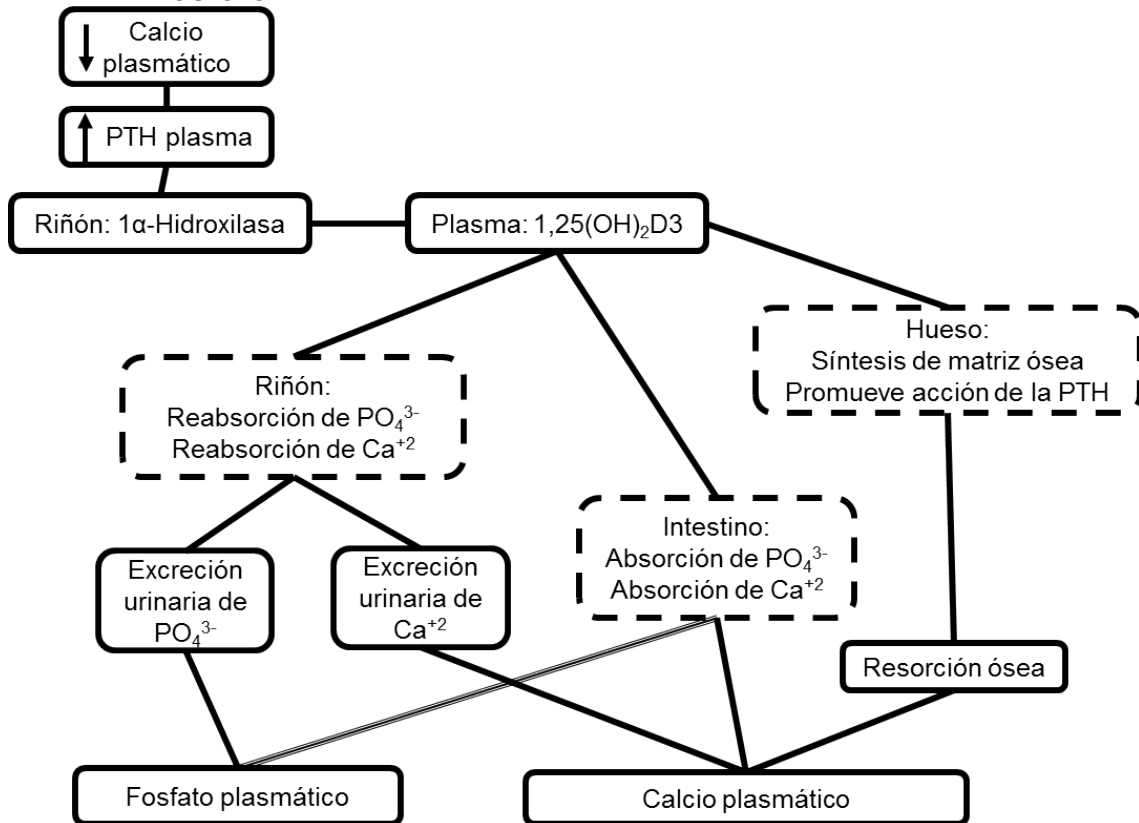 Calcio
plasmático
PTH plasma
Riñón: 1α-Hidroxilasa
Plasma: 1,25(OH)₂D3
Hueso:
Síntesis de matriz ósea
Promueve acción de la PTH
Riñón:
Reabsorción de PO₄³⁻
Reabsorción de Ca⁺²
Intestino:
Absorción de PO₄³⁻
Absorción de Ca⁺²
Excreción
urinaria de
PO₄³⁻
Excreción
urinaria de
Ca⁺²
Resorción ósea
Fosfato plasmático
Calcio plasmático